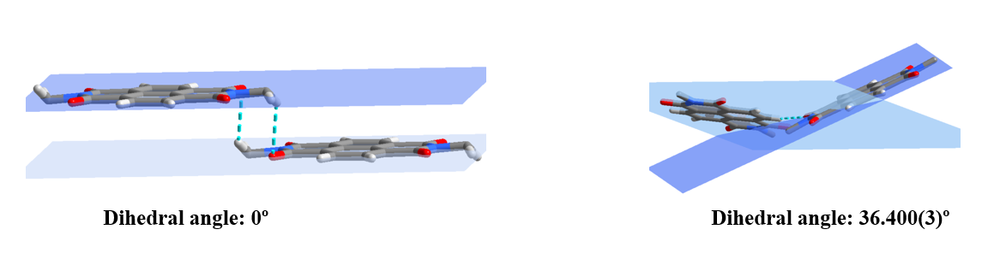 Dihedral angle: 0º
Dihedral angle: 36.400(3)º